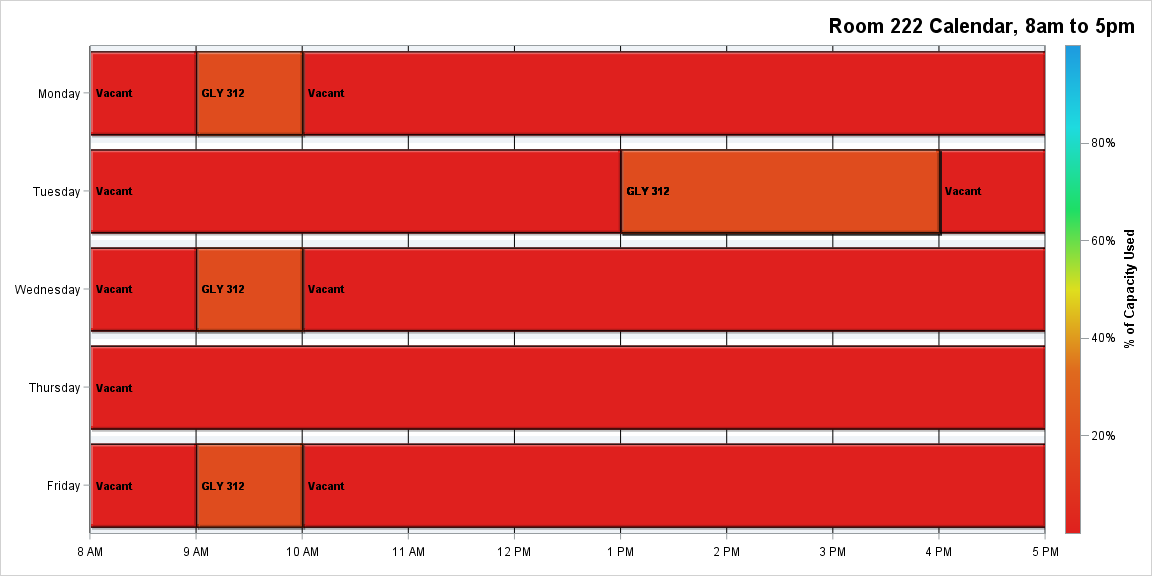 Room 222 Calendar, 8am to 5pm
Monday
Vacant
GLY 312
Vacant
Tuesday
Vacant
GLY 312
Vacant
Wednesday
Vacant
GLY 312
Vacant
Thursday
Vacant
Friday
Vacant
GLY 312
Vacant
8 AM
9 AM
10 AM
11 AM
12 PM
1 PM
2 PM
3 PM
4 PM
5 PM
80%
60%
40%
20%
% of Capacity Used